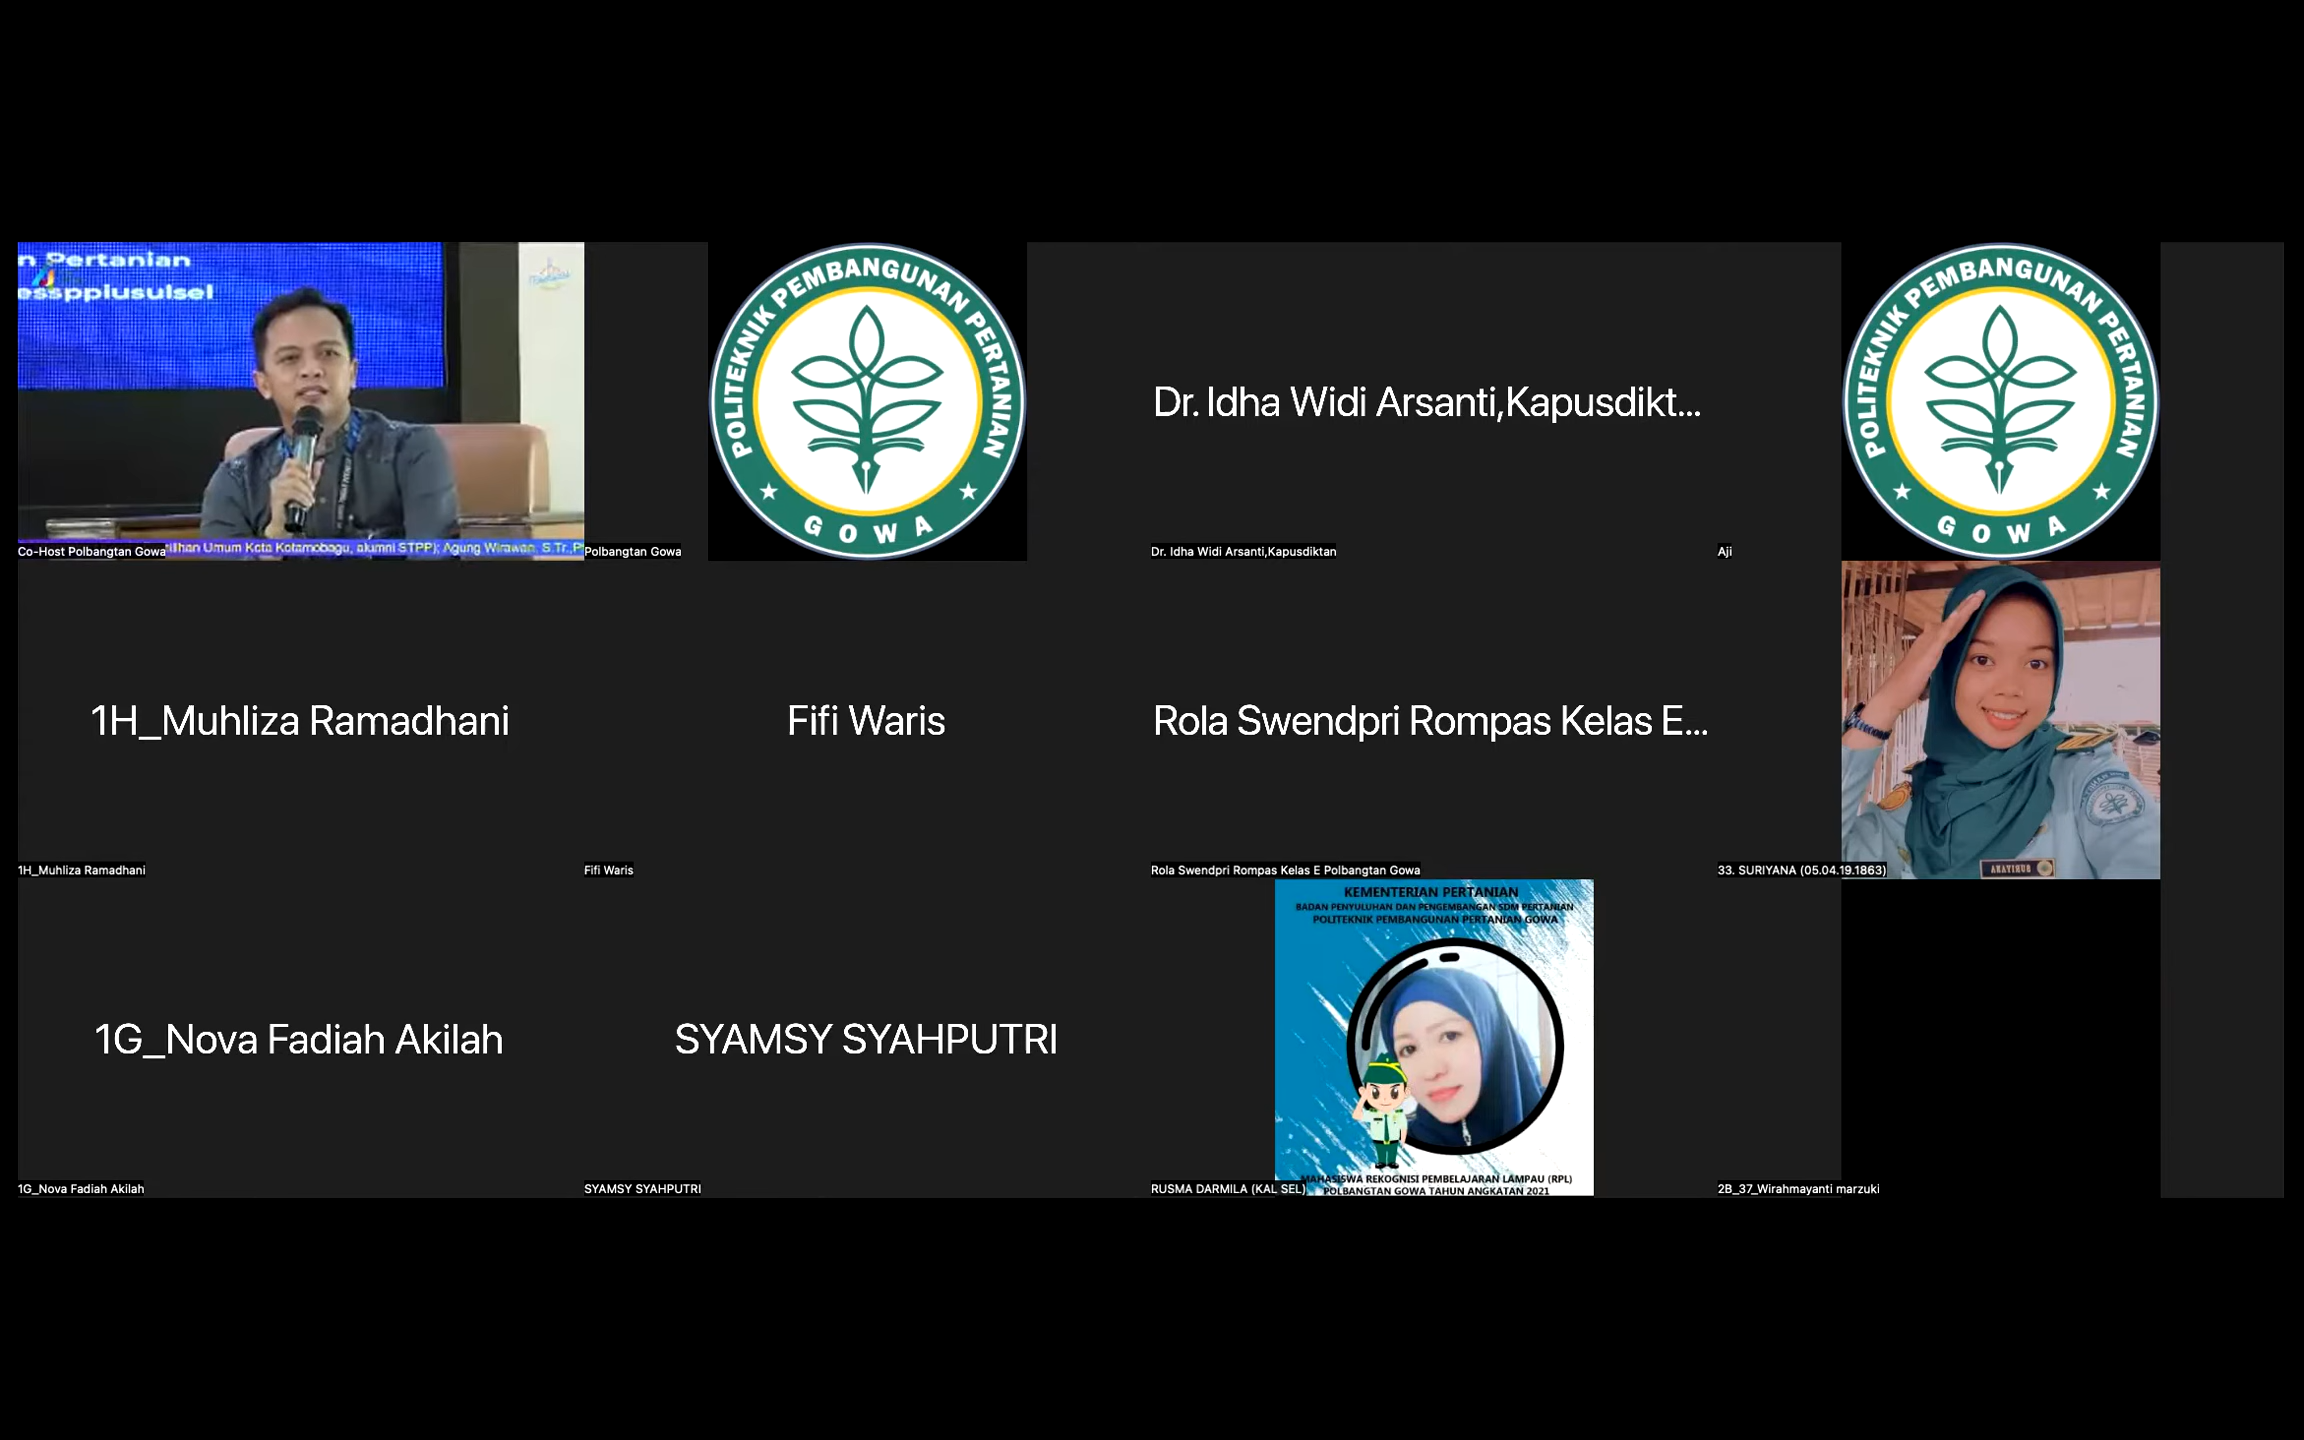 n Pertanian
essppiusulsel
Co-Host Polbangtan Gowa
ilihan Umum Kota Kotamobagu, alumni STPP); Agung Wirawan, S.Tr.,P
POLITEKNIK PEMBANGUNAN PERTANIAN
GOWA
Polbangtan Gowa
Dr. Idha Widi Arsanti,Kapusdikt...
Dr. Idha Widi Arsanti,Kapusdiktan
POLITEKNIK PEMBANGUNAN PERTANIAN
GOWA
Aji
1H_Muhliza Ramadhani
1H_Muhliza Ramadhani
Fifi Waris
Fifi Waris
Rola Swendpri Rompas Kelas E...
Rola Swendpri Rompas Kelas E Polbangtan Gowa
33. SURIYANA (05.04.19.1863)
1G_Nova Fadiah Akilah
1G_Nova Fadiah Akilah
SYAMSY SYAHPUTRI
SYAMSY SYAHPUTRI
KEMENTERIAN PERTANIAN
BADAN PENYULUHAN DAN PENGEMBANGAN SDM PERTANIAN
POLITEKNIK PEMBANGUNAN PERTANIAN GOWA
MAHASISWA REKOGNISI PEMBELAJARAN LAMPAU (RPL)
POLBANGTAN GOWA TAHUN ANGKATAN 2021
RUSMA DARMILA (KAL SEL)
2B_37_Wirahmayanti marzuki